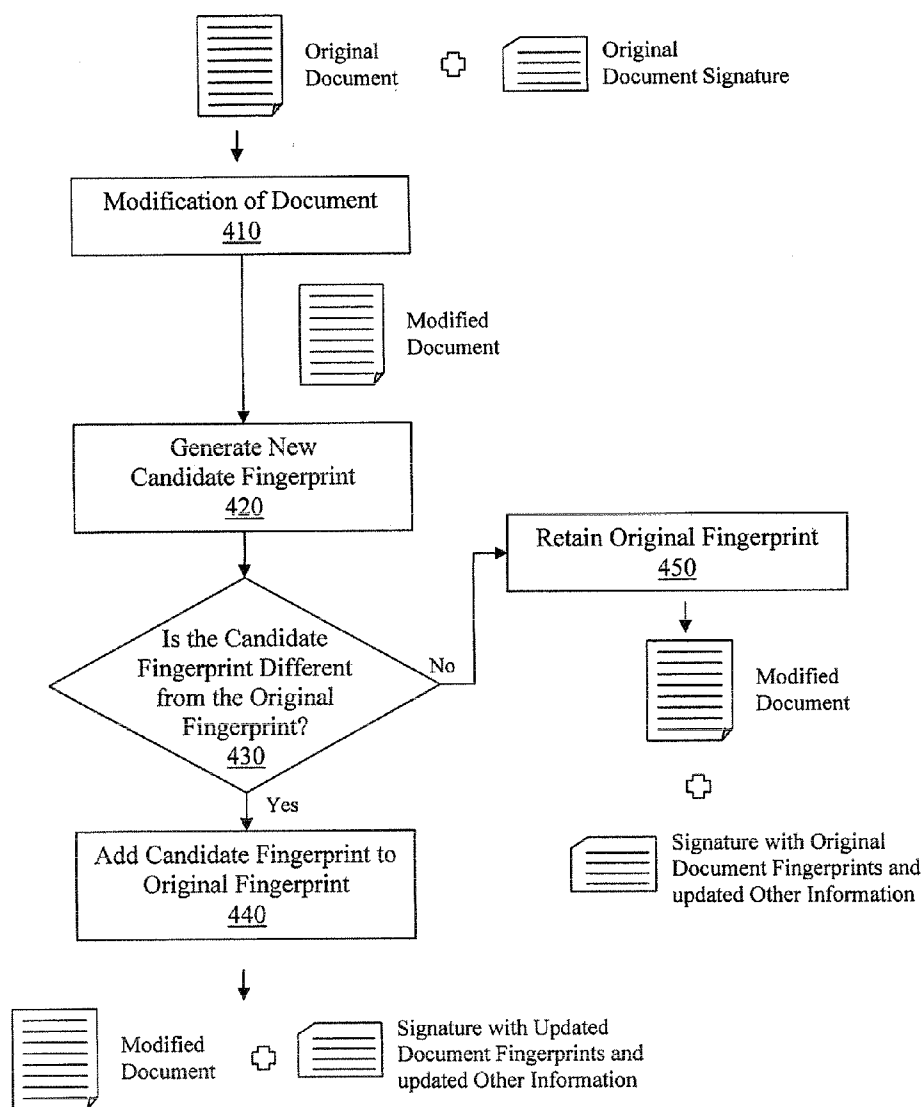 Original
Document
Original
Document Signature
Modification of Document
410
Modified
Document
Generate New
Candidate Fingerprint
420
Retain Original Fingerprint
450
Is the Candidate
Fingerprint Different
from the Original
Fingerprint?
430
No
Modified
Document
Yes
Add Candidate Fingerprint to
Original Fingerprint
440
Signature with Original
Document Fingerprints and
updated Other Information
Modified
Document
Signature with Updated
Document Fingerprints and
updated Other Information